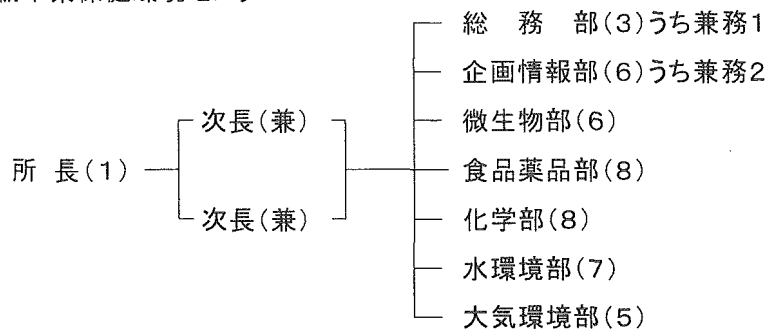 総 務 部(3)うち兼務1
企画情報部(6)うち兼務2
次長(兼)
微生物部(6)
所 長(1)
食品薬品部(8)
次長(兼)
化学部(8)
水環境部(7)
大気環境部(5)